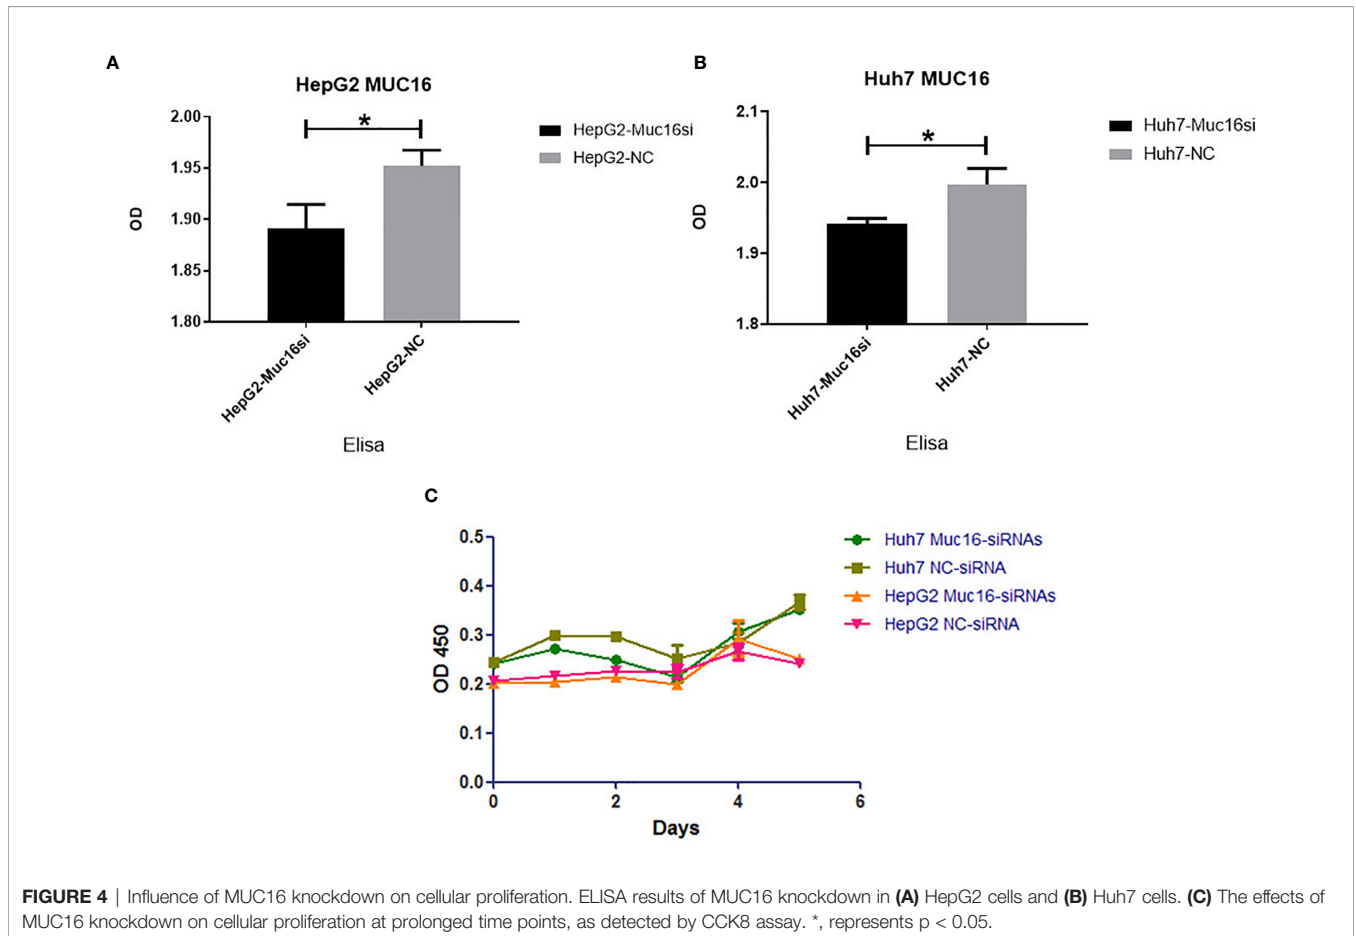 A
HepG2 MUC16
2.00
1.95
1.90
1.85
1.80
OD
*
HepG2-Muc16si
HepG2-NC
HepG2-Muc16si
HepG2-NC
Elisa
B
Huh7 MUC16
2.1
2.0
1.9
1.8
OD
*
Huh7-Muc16si
Huh7-NC
Huh7-Muc16si
Huh7-NC
Elisa
C
0.5
0.4
0.3
0.2
0.1
0.0
OD 450
0 2 4 6
Days
Huh7 Muc16-siRNAs
Huh7 NC-siRNA
HepG2 Muc16-siRNAs
HepG2 NC-siRNA
FIGURE 4 | Influence of MUC16 knockdown on cellular proliferation. ELISA results of MUC16 knockdown in (A) HepG2 cells and (B) Huh7 cells. (C) The effects of
MUC16 knockdown on cellular proliferation at prolonged time points, as detected by CCK8 assay. *, represents p < 0.05.